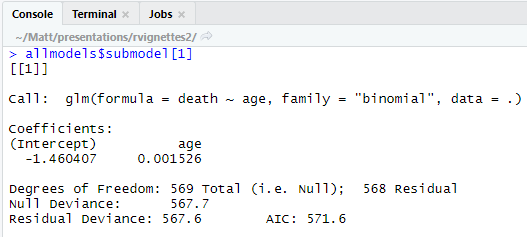 Console Terminal × Jobs ×
~/Matt/presentations/rvignettes2/
> allmodels$submodel[1]
[[1]]
Call:  glm(formula = death ~ age, family = "binomial", data = .)
Coefficients:
(Intercept)          age
  -1.460407     0.001526
Degrees of Freedom: 569 Total (i.e. Null);  568 Residual
Null Deviance:      567.7
Residual Deviance: 567.6        AIC: 571.6